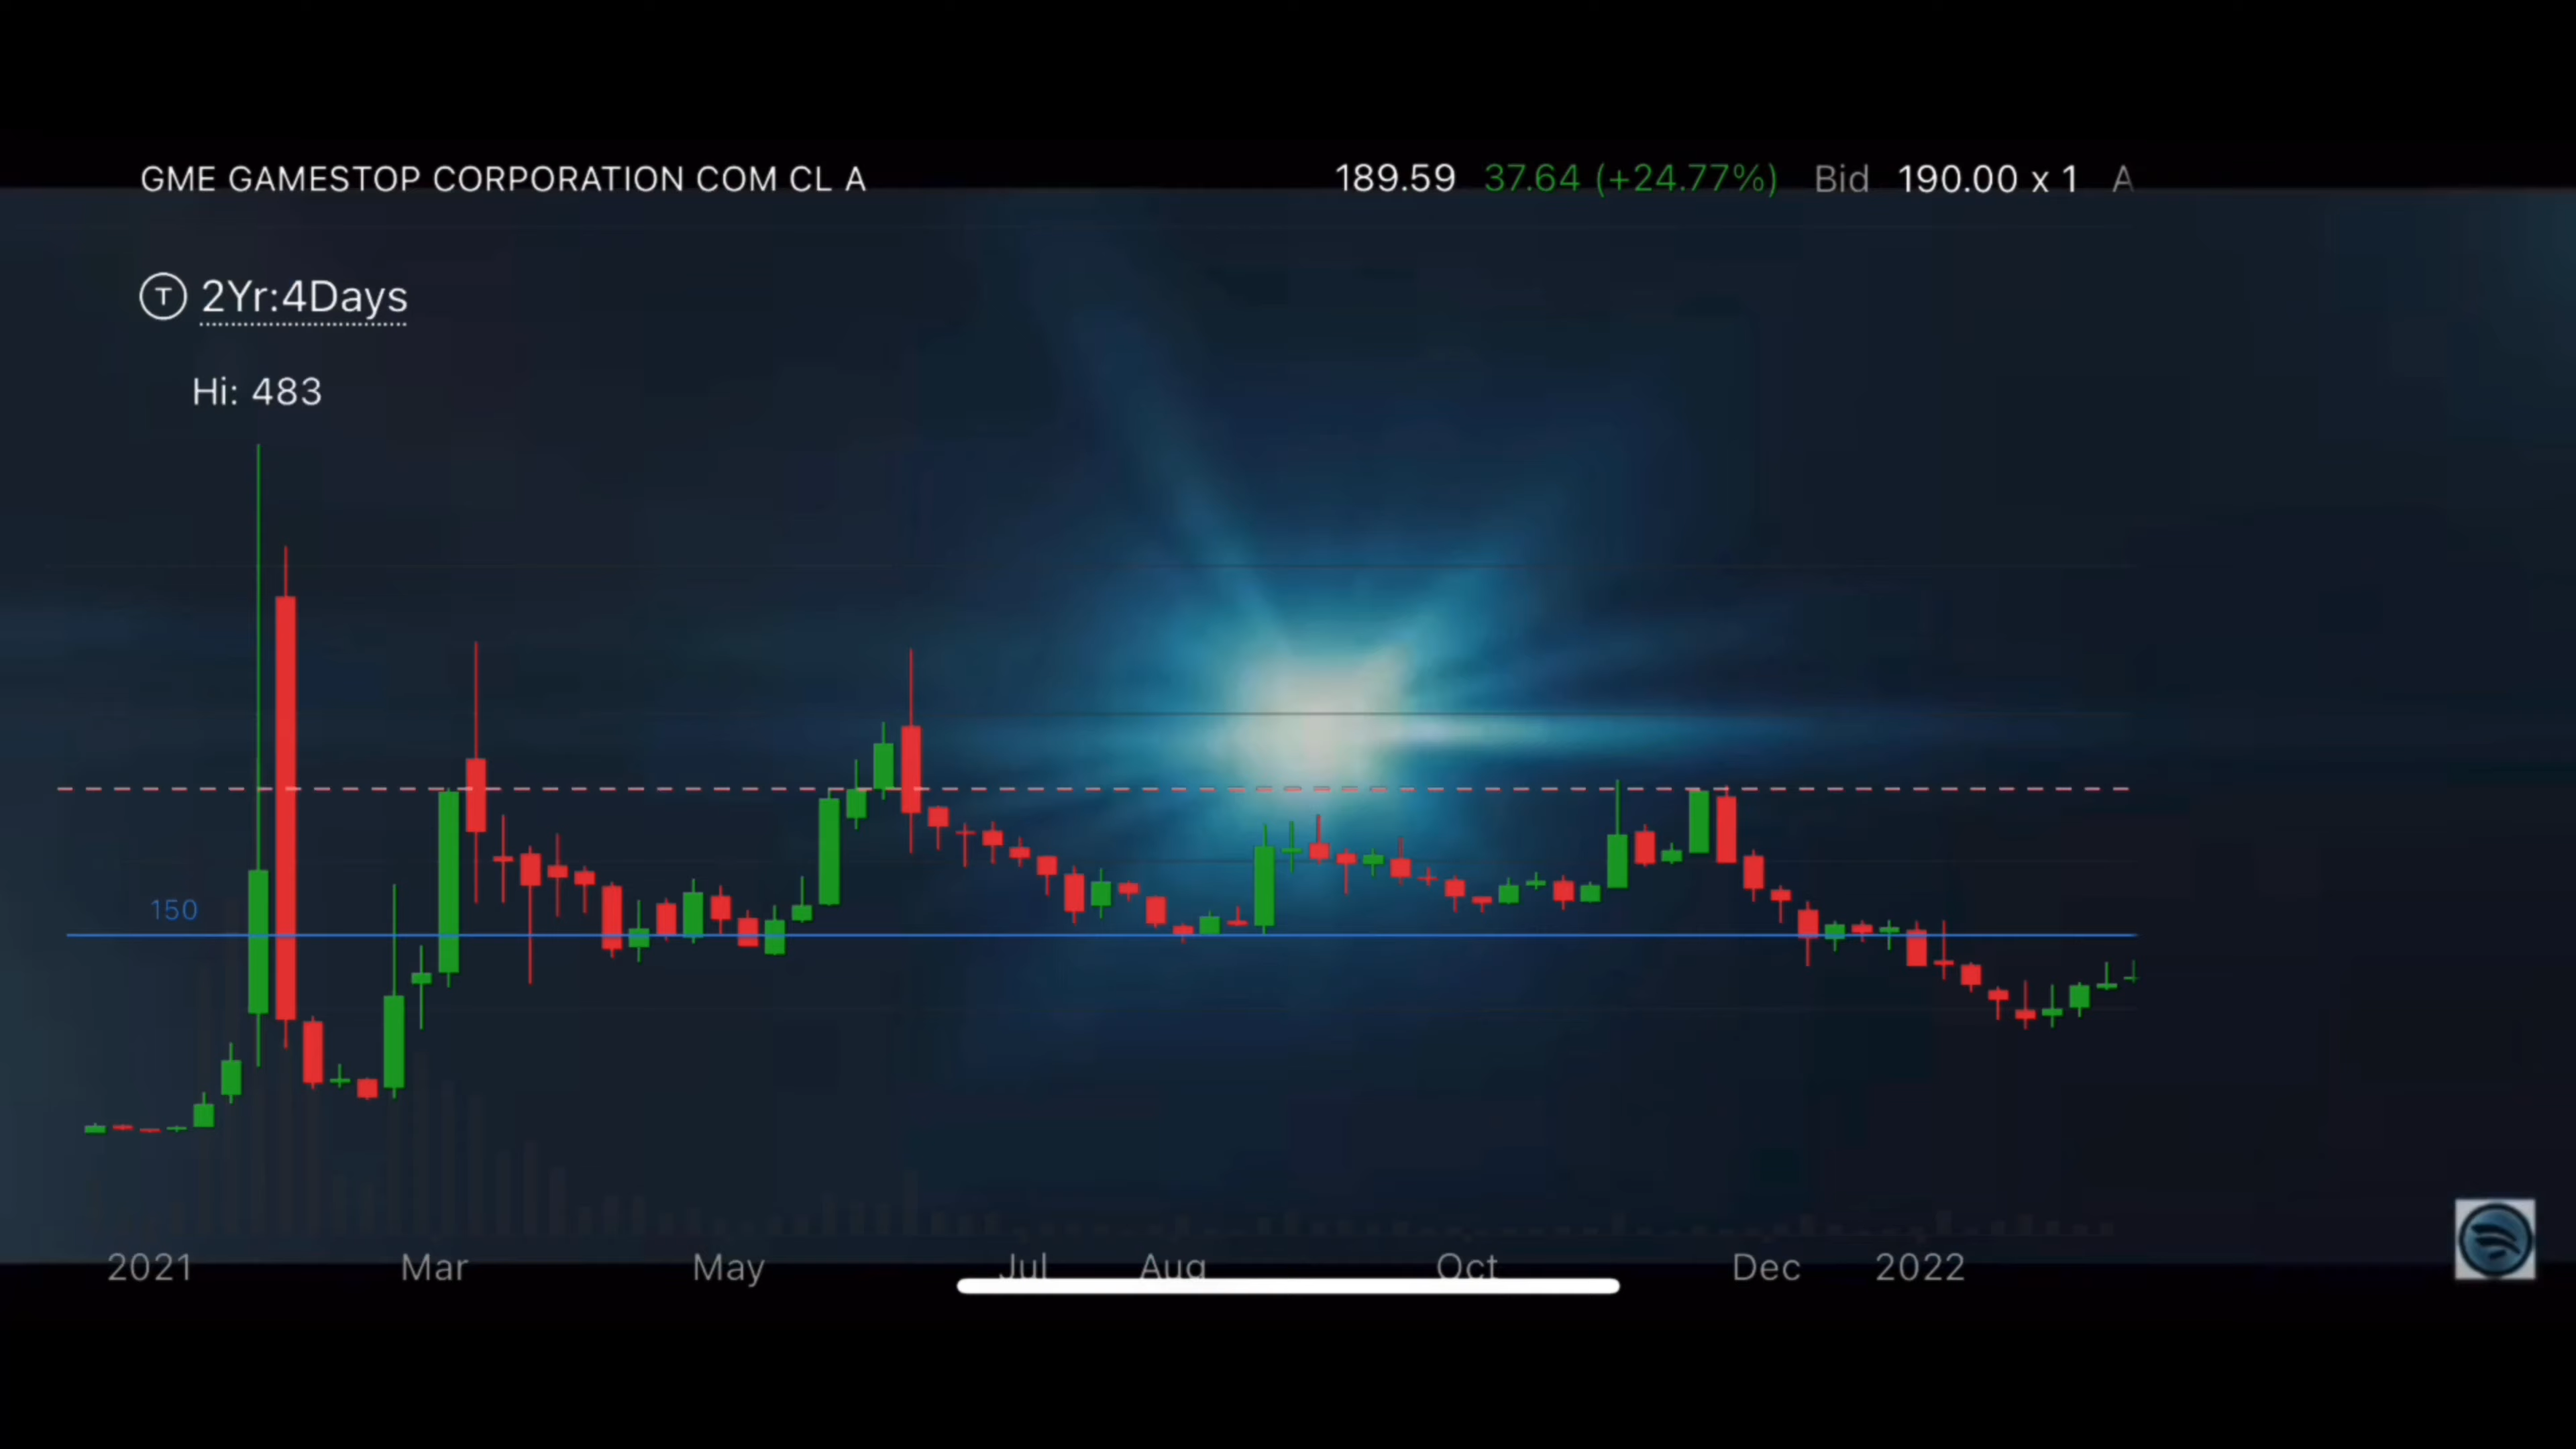 GME GAMESTOP CORPORATION COM CL A 189.59 37.64 (+24.77%) Bid 190.00 x 1 A
T 2Yr:4Days
Hi: 483
150
2021 Mar May Jul Aug Oct Dec 2022